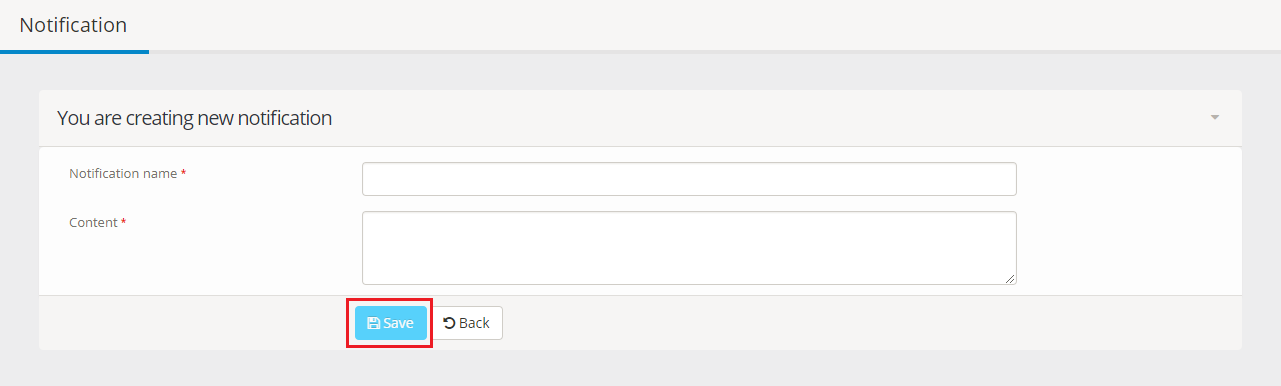 Notification
You are creating new notification
Notification name *
Content *
Save
Back